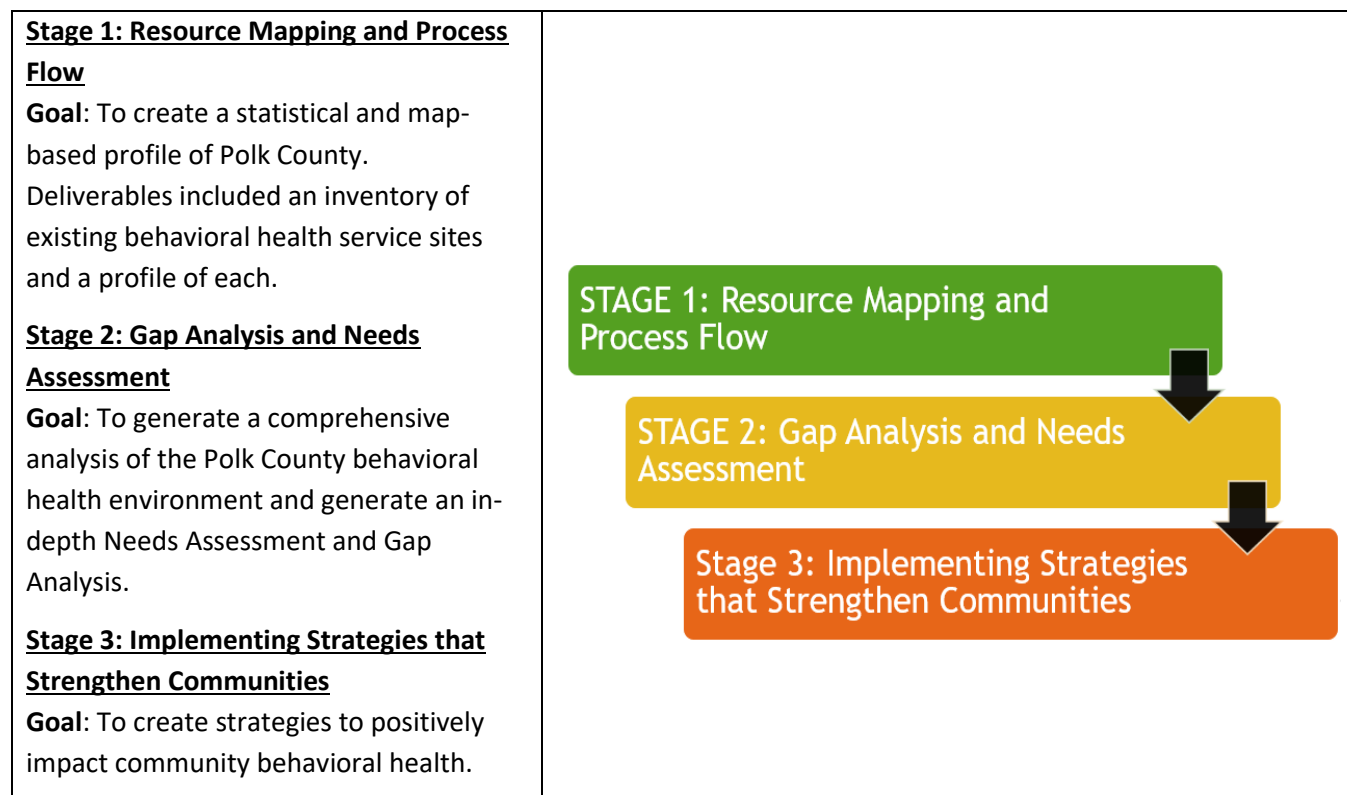 Stage 1: Resource Mapping and Process
Flow
Goal: To create a statistical and map-
based profile of Polk County.
Deliverables included an inventory of
existing behavioral health service sites
and a profile of each.
Stage 2: Gap Analysis and Needs
Assessment
Goal: To generate a comprehensive
analysis of the Polk County behavioral
health environment and generate an in-
depth Needs Assessment and Gap
Analysis.
Stage 3: Implementing Strategies that
Strengthen Communities
Goal: To create strategies to positively
impact community behavioral health.
STAGE 1: Resource Mapping and
Process Flow
STAGE 2: Gap Analysis and Needs
Assessment
Stage 3: Implementing Strategies
that Strengthen Communities